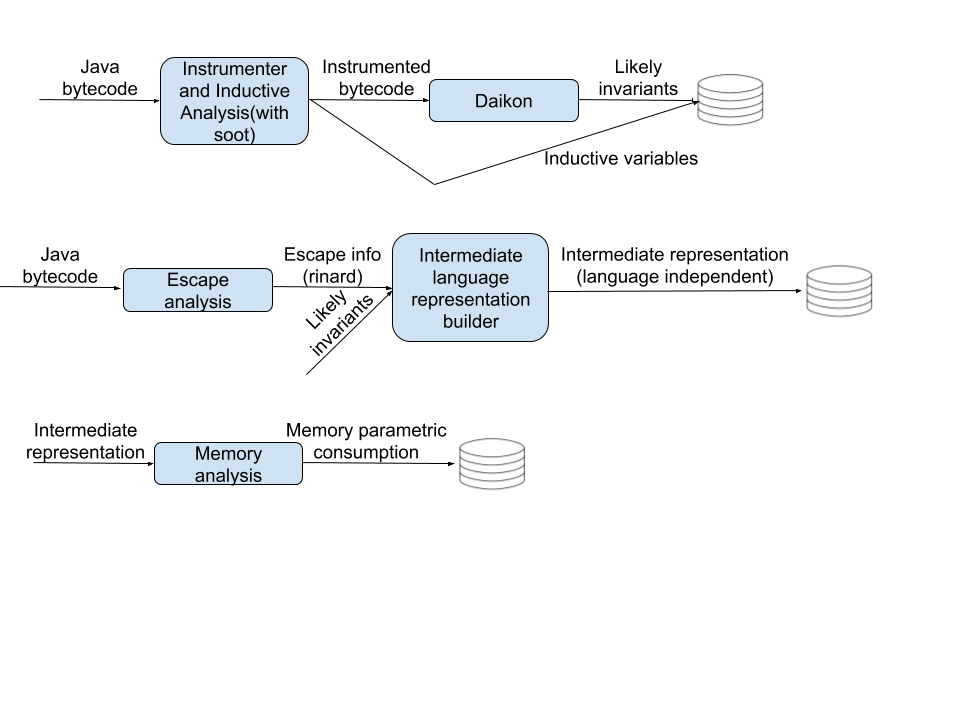 Java
bytecode
Instrumenter
and Inductive
Analysis(with
soot)
Instrumented
bytecode
Daikon
Likely
invariants
Inductive variables
Java
bytecode
Escape
analysis
Escape info
(rinard)
Likely
invariants
Intermediate
language
representation
builder
Intermediate representation
(language independent)
Intermediate
representation
Memory
analysis
Memory parametric
consumption